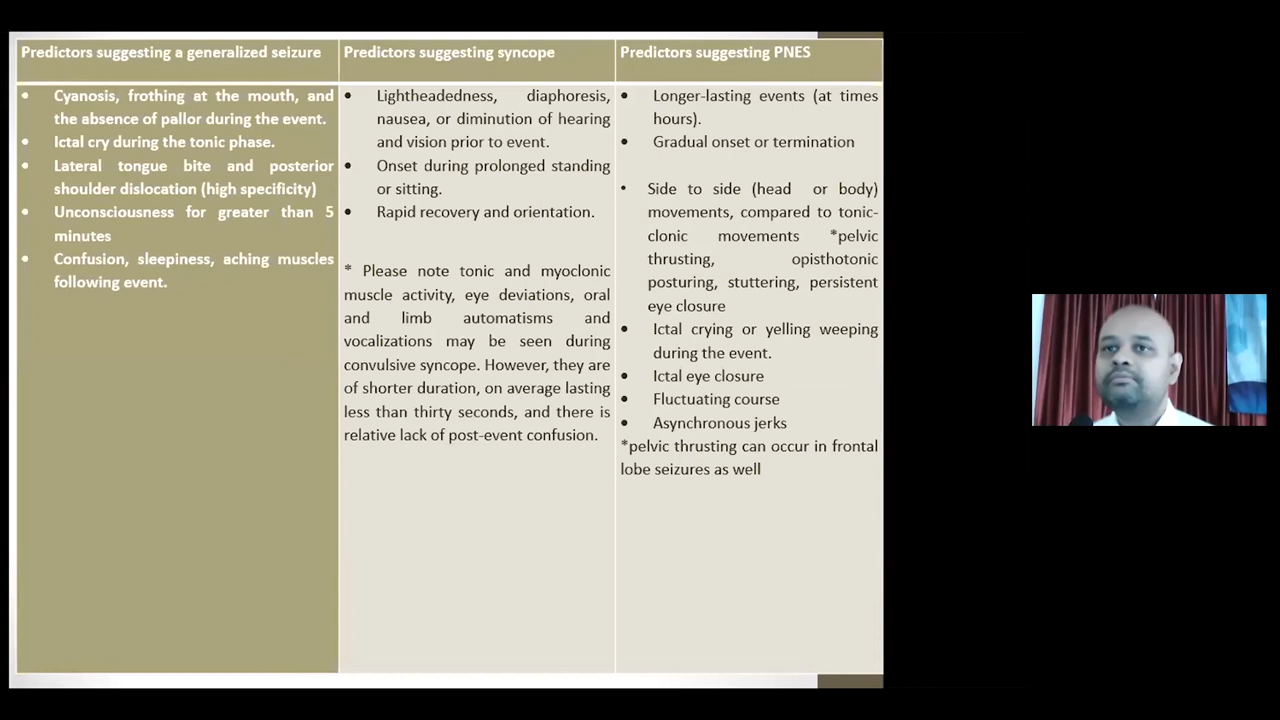 Predictors suggesting a generalized seizure
• Cyanosis, frothing at the mouth, and
the absence of pallor during the event.
• Ictal cry during the tonic phase.
• Lateral tongue bite and posterior
shoulder dislocation (high specificity)
• Unconsciousness for greater than 5
minutes
• Confusion, sleepiness, aching muscles
following event.
Predictors suggesting syncope
• Lightheadedness, diaphoresis,
nausea, or diminution of hearing
and vision prior to event.
• Onset during prolonged standing
or sitting.
• Rapid recovery and orientation.
* Please note tonic and myoclonic
muscle activity, eye deviations, oral
and limb automatisms and
vocalizations may be seen during
convulsive syncope. However, they are
of shorter duration, on average lasting
less than thirty seconds, and there is
relative lack of post-event confusion.
Predictors suggesting PNES
• Longer-lasting events (at times
hours).
• Gradual onset or termination
• Side to side (head or body)
movements, compared to tonic-
clonic movements *pelvic
thrusting, opisthotonic
posturing, stuttering, persistent
eye closure
• Ictal crying or yelling weeping
during the event.
• Ictal eye closure
• Fluctuating course
• Asynchronous jerks
*pelvic thrusting can occur in frontal
lobe seizures as well